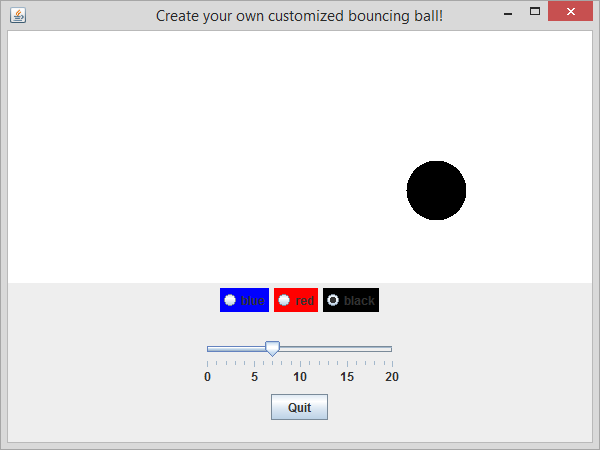 Create your own customized bouncing ball!
blue red black
0 5 10 15 20
Quit